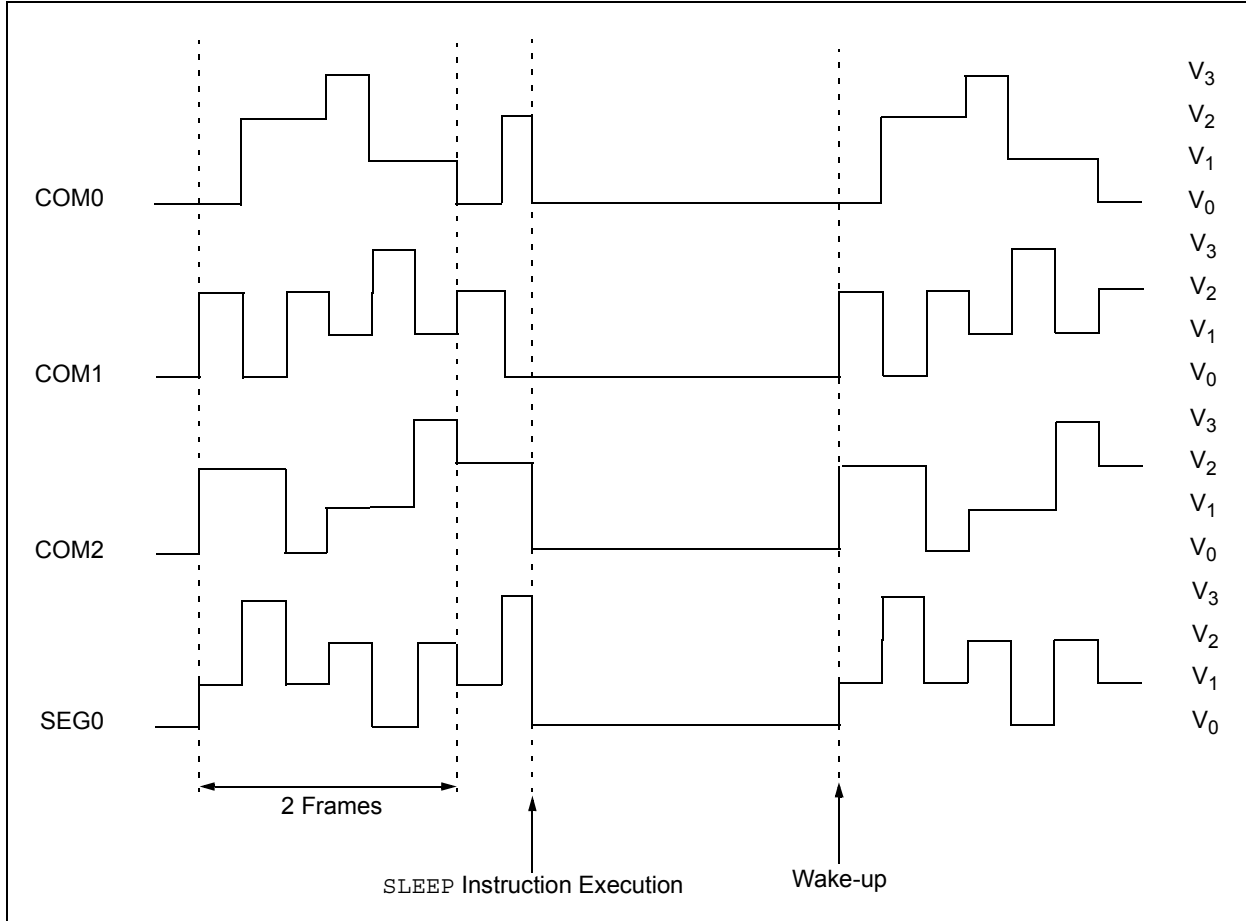 V3
V2
V1
COM0 V0
V3
V2
V1
COM1 V0
V3
V2
V1
COM2 V0
V3
V2
V1
SEG0 V0
2 Frames
SLEEP Instruction Execution
Wake-up